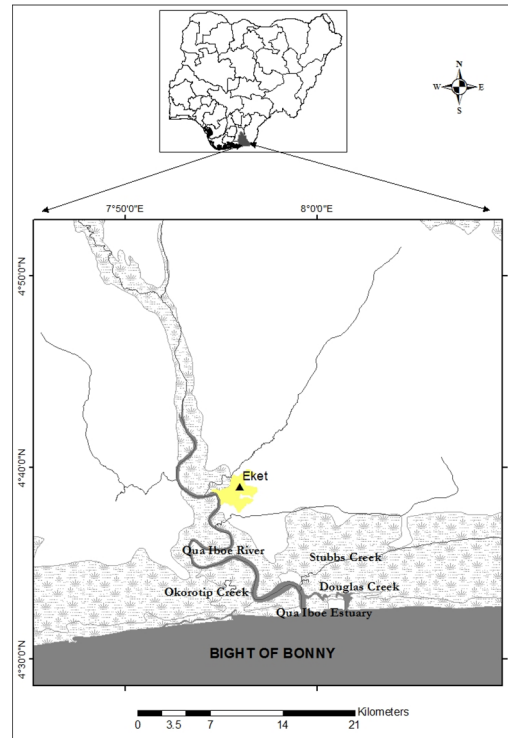 N
W E
S
7°50'0"E 8°0'0"E
4°50'0"N
4°40'0"N
Eket
Qua Iboe River
Stubbs Creek
Okorotip Creek
Douglas Creek
Qua Iboe Estuary
4°30'0"N
BIGHT OF BONNY
Kilometers
0 3.5 7 14 21